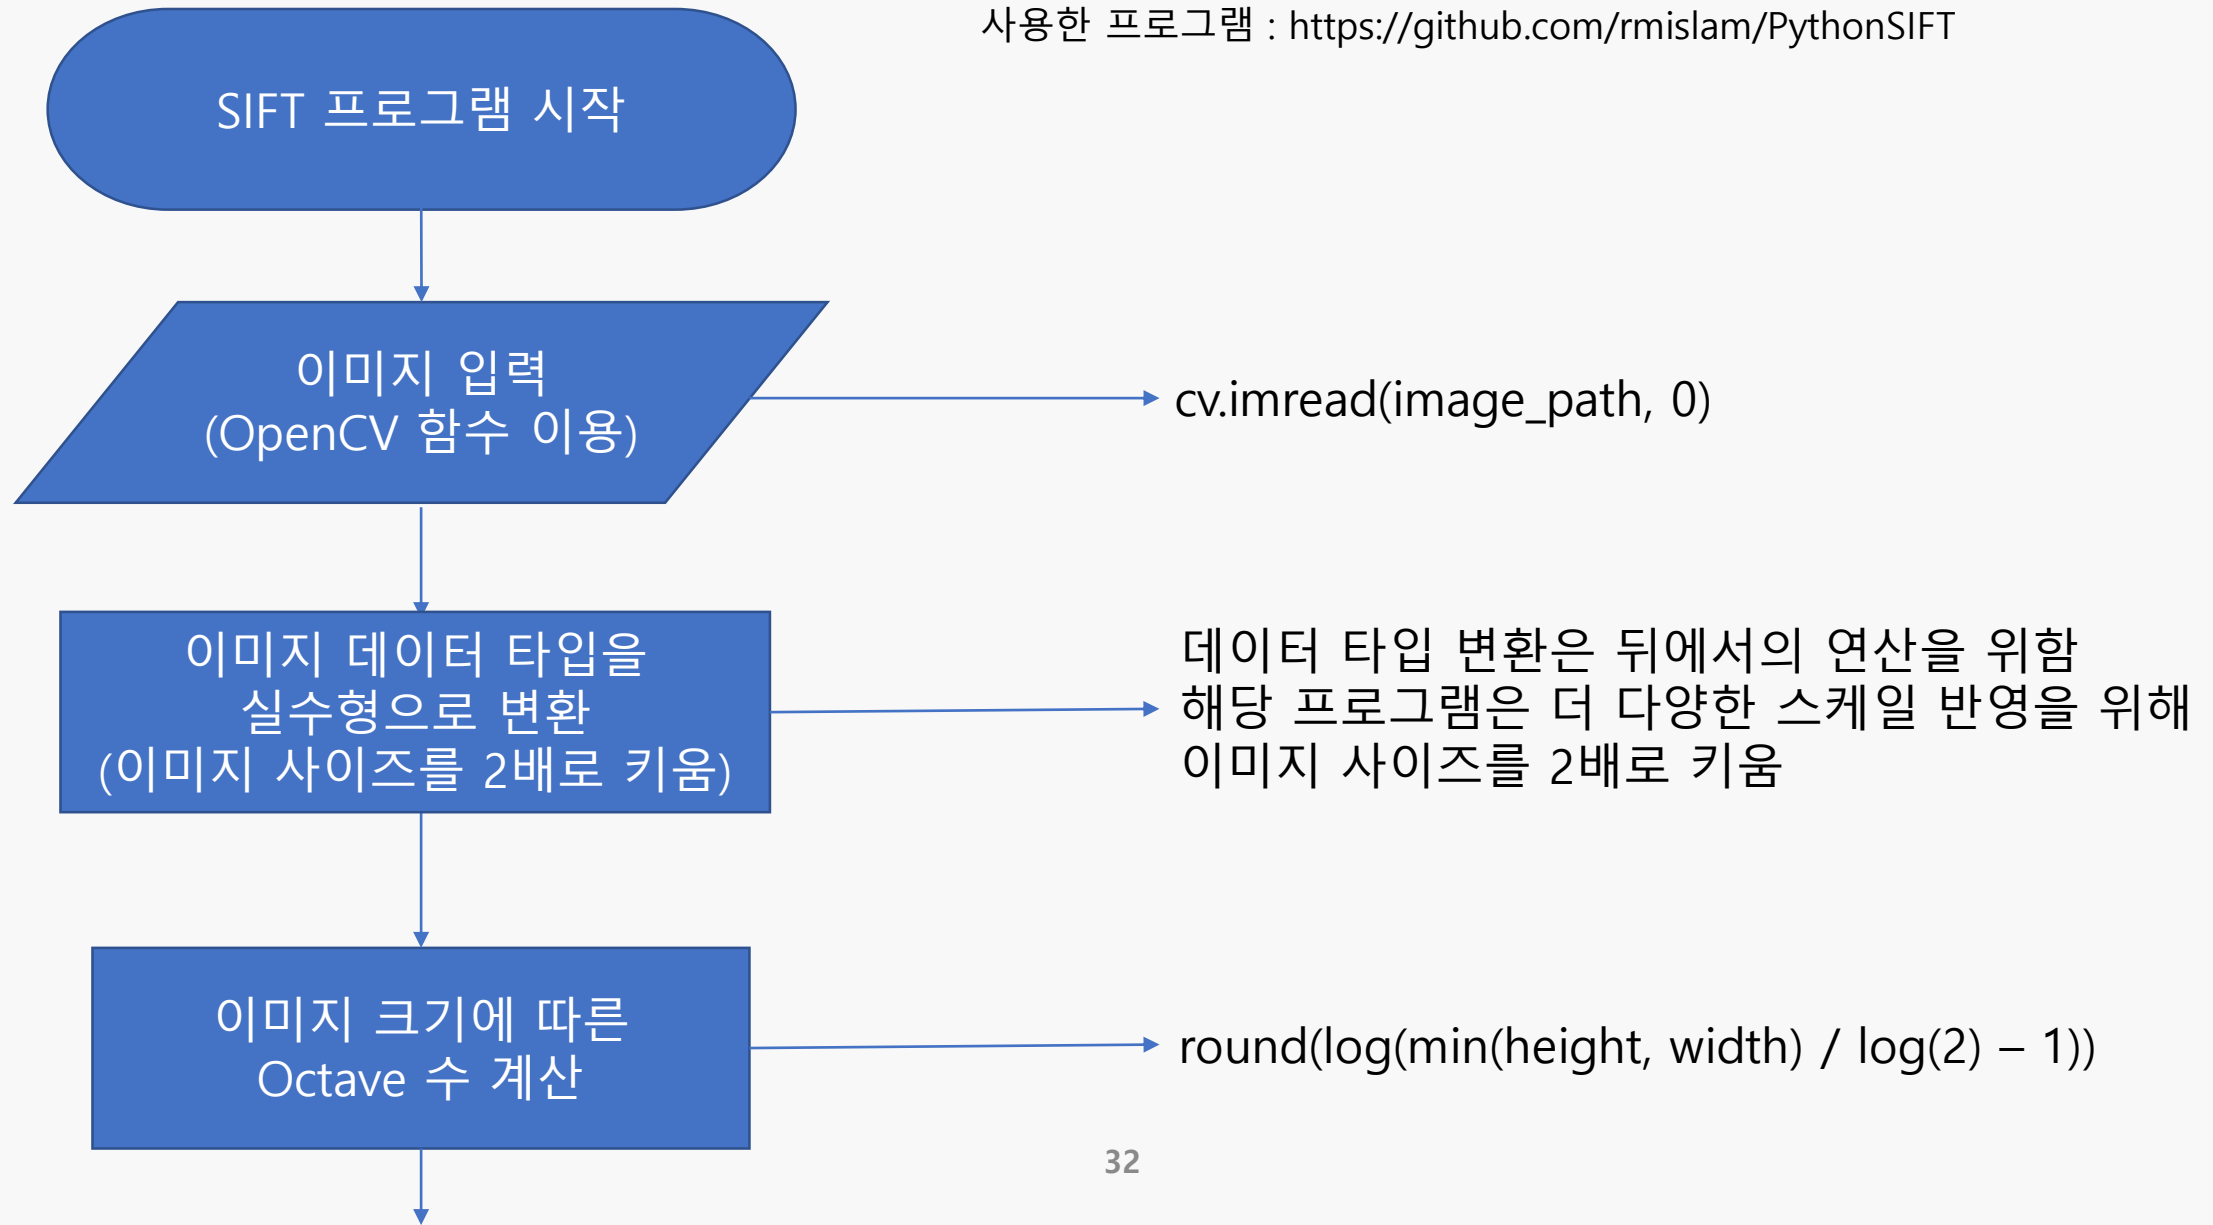 사용한 프로그램 : https://github.com/rmislam/PythonSIFT
SIFT 프로그램 시작
이미지 입력
(OpenCV 함수 이용)
cv.imread(image_path, 0)
이미지 데이터 타입을
실수형으로 변환
(이미지 사이즈를 2배로 키움)
데이터 타입 변환은 뒤에서의 연산을 위함
해당 프로그램은 더 다양한 스케일 반영을 위해
이미지 사이즈를 2배로 키움
이미지 크기에 따른
Octave 수 계산
round(log(min(height, width) / log(2) – 1))
32